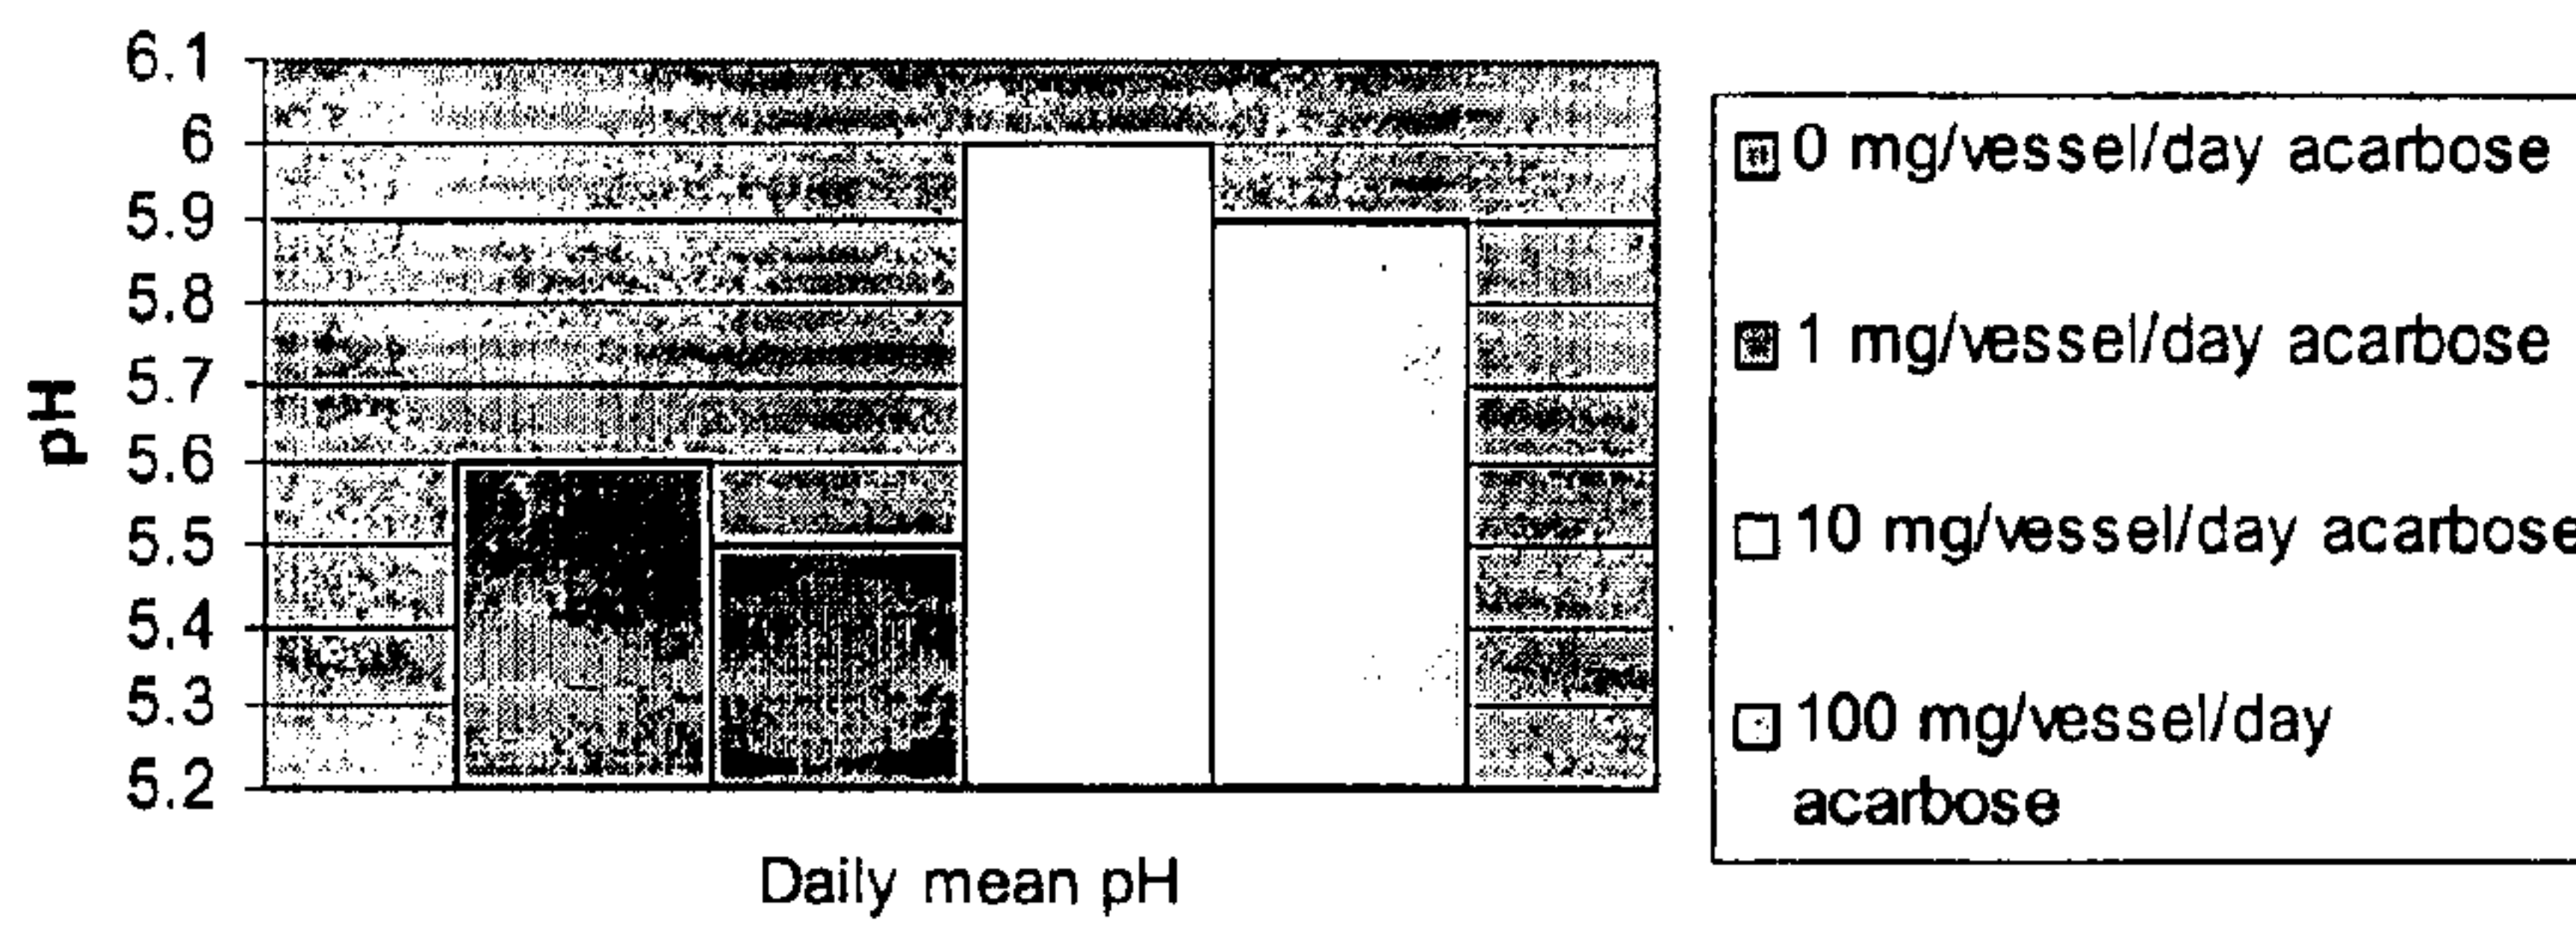 6.1
6
5.9
5.8
5.7
5.6
5.5
5.4
5.3
5.2
pH
Daily mean pH
0 mg/vessel/day acarbose
1 mg/vessel/day acarbose
10 mg/vessel/day acarbose
100 mg/vessel/day
acarbose